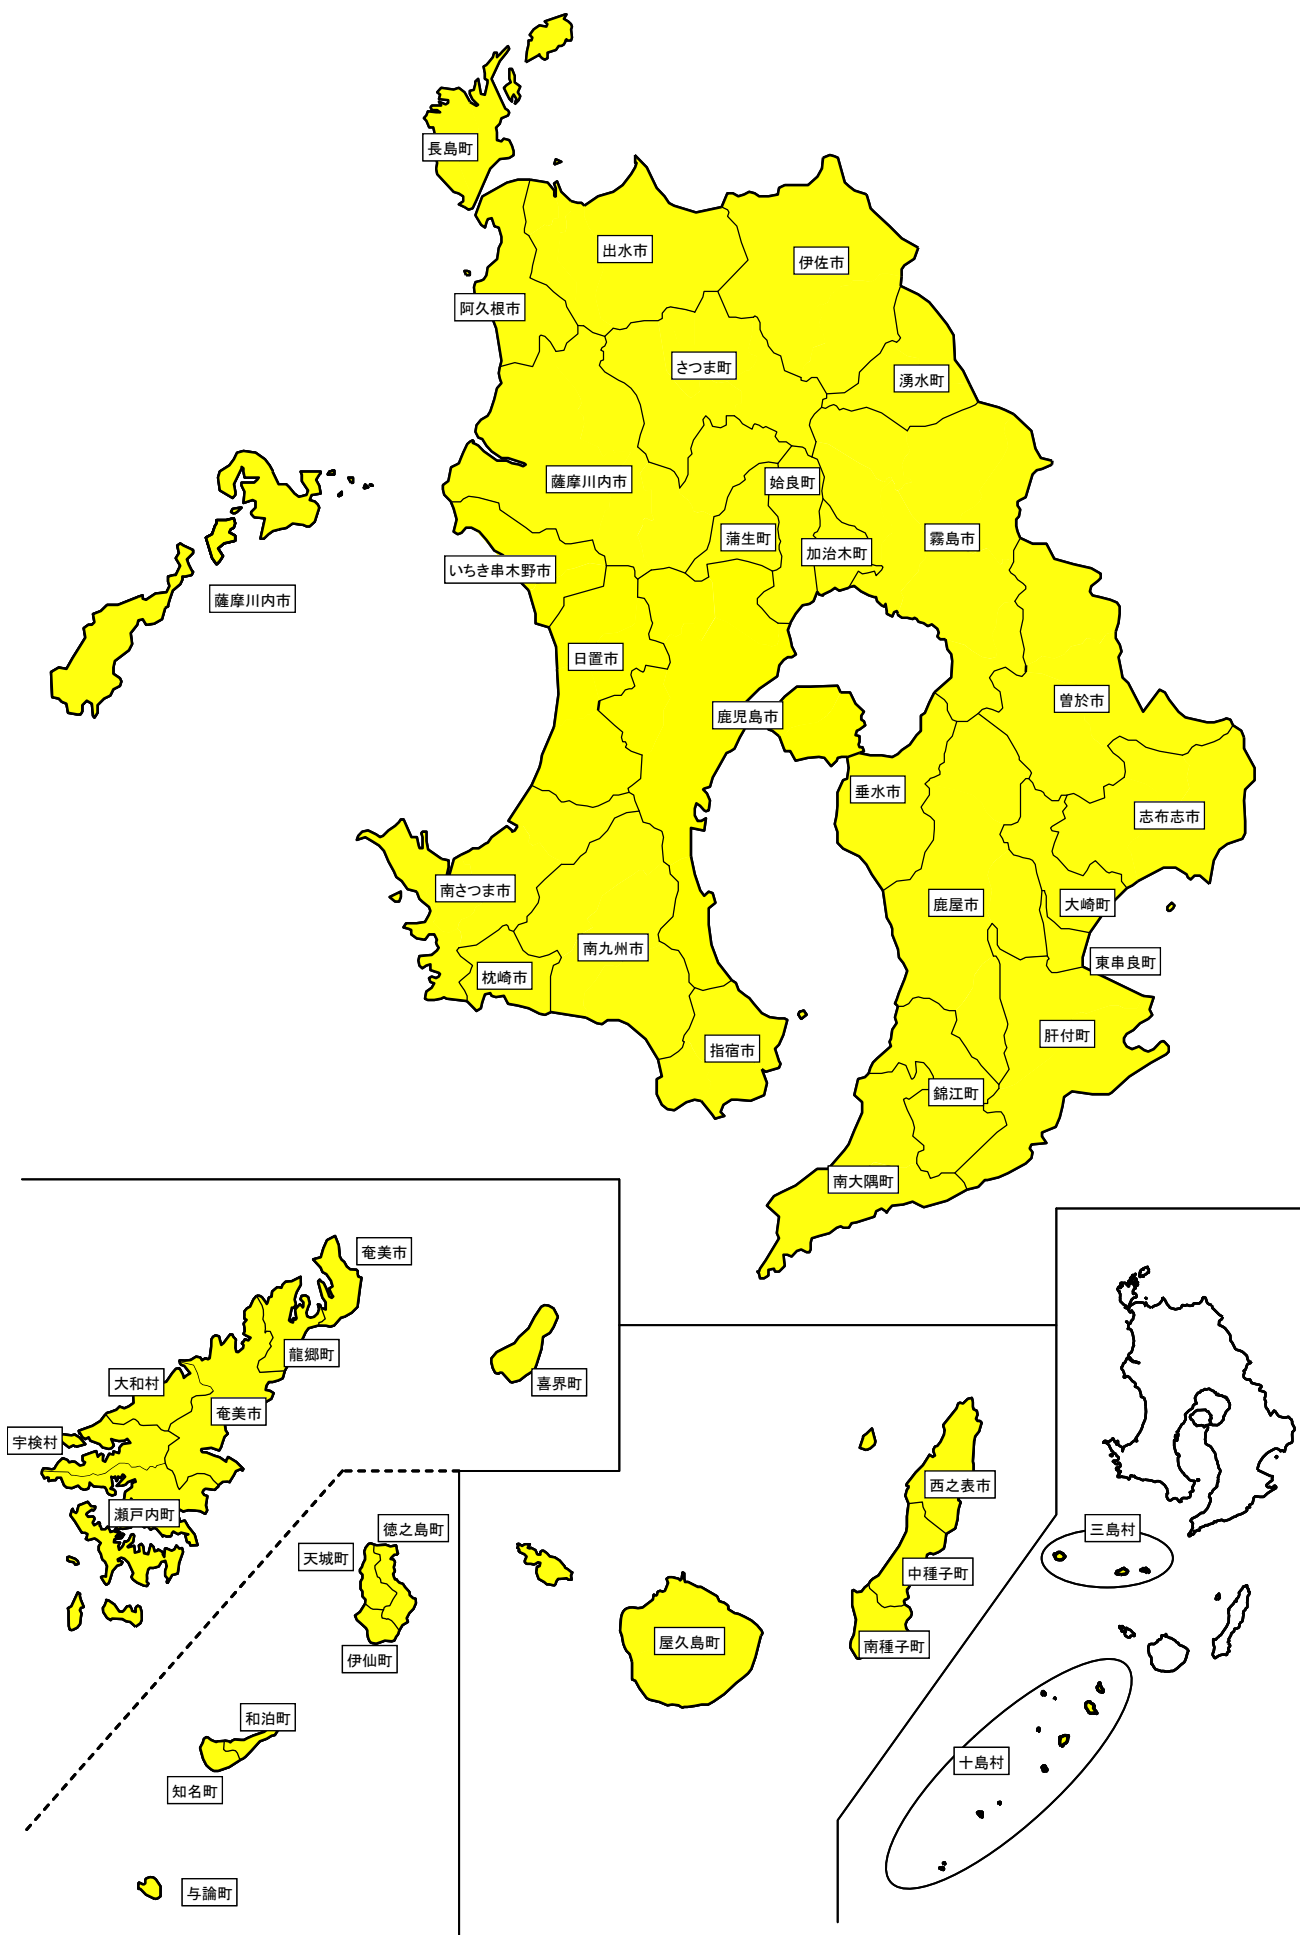 長島町
出水市
伊佐市
阿久根市
さつま町
湧水町
薩摩川内市
姶良町
蒲生町
加治木町
霧島市
いちき串木野市
薩摩川内市
日置市
曽於市
鹿児島市
垂水市
志布志市
南さつま市
鹿屋市
大崎町
南九州市
枕崎市
東串良町
肝付町
指宿市
錦江町
南大隅町
奄美市
龍郷町
大和村
喜界町
奄美市
宇検村
瀬戸内町
西之表市
徳之島町
三島村
天城町
中種子町
屋久島町
南種子町
伊仙町
和泊町
十島村
知名町
与論町